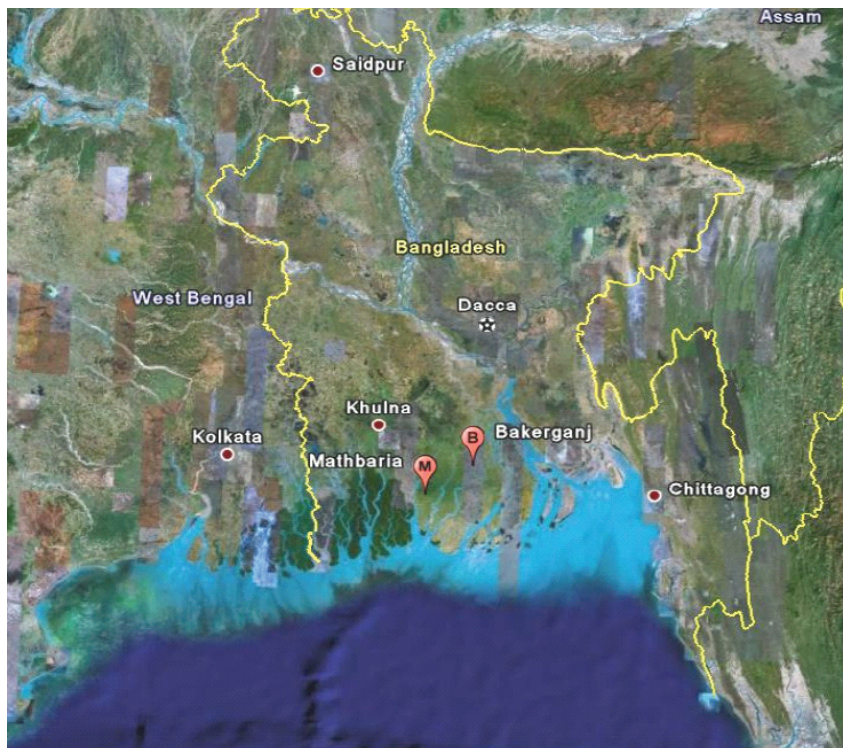 Assam
Saidpur
Bangladesh
West Bengal
Dacca
Khulna
Kolkata
B
Bakerganj
Mathbaria
M
Chittagong